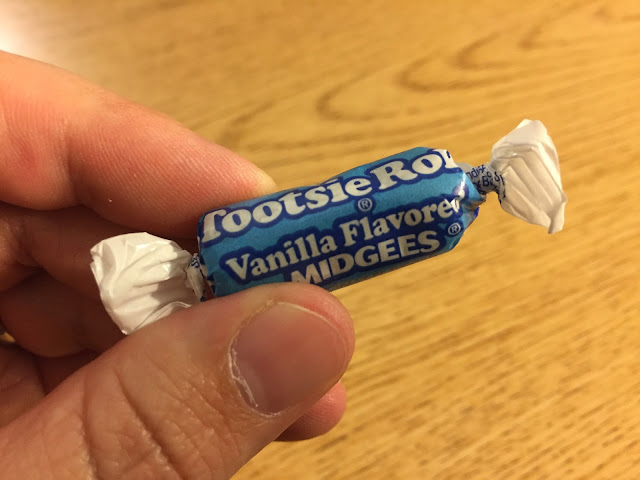 Tootsie Ro
®
Vanilla Flavore
MIDGEES ®